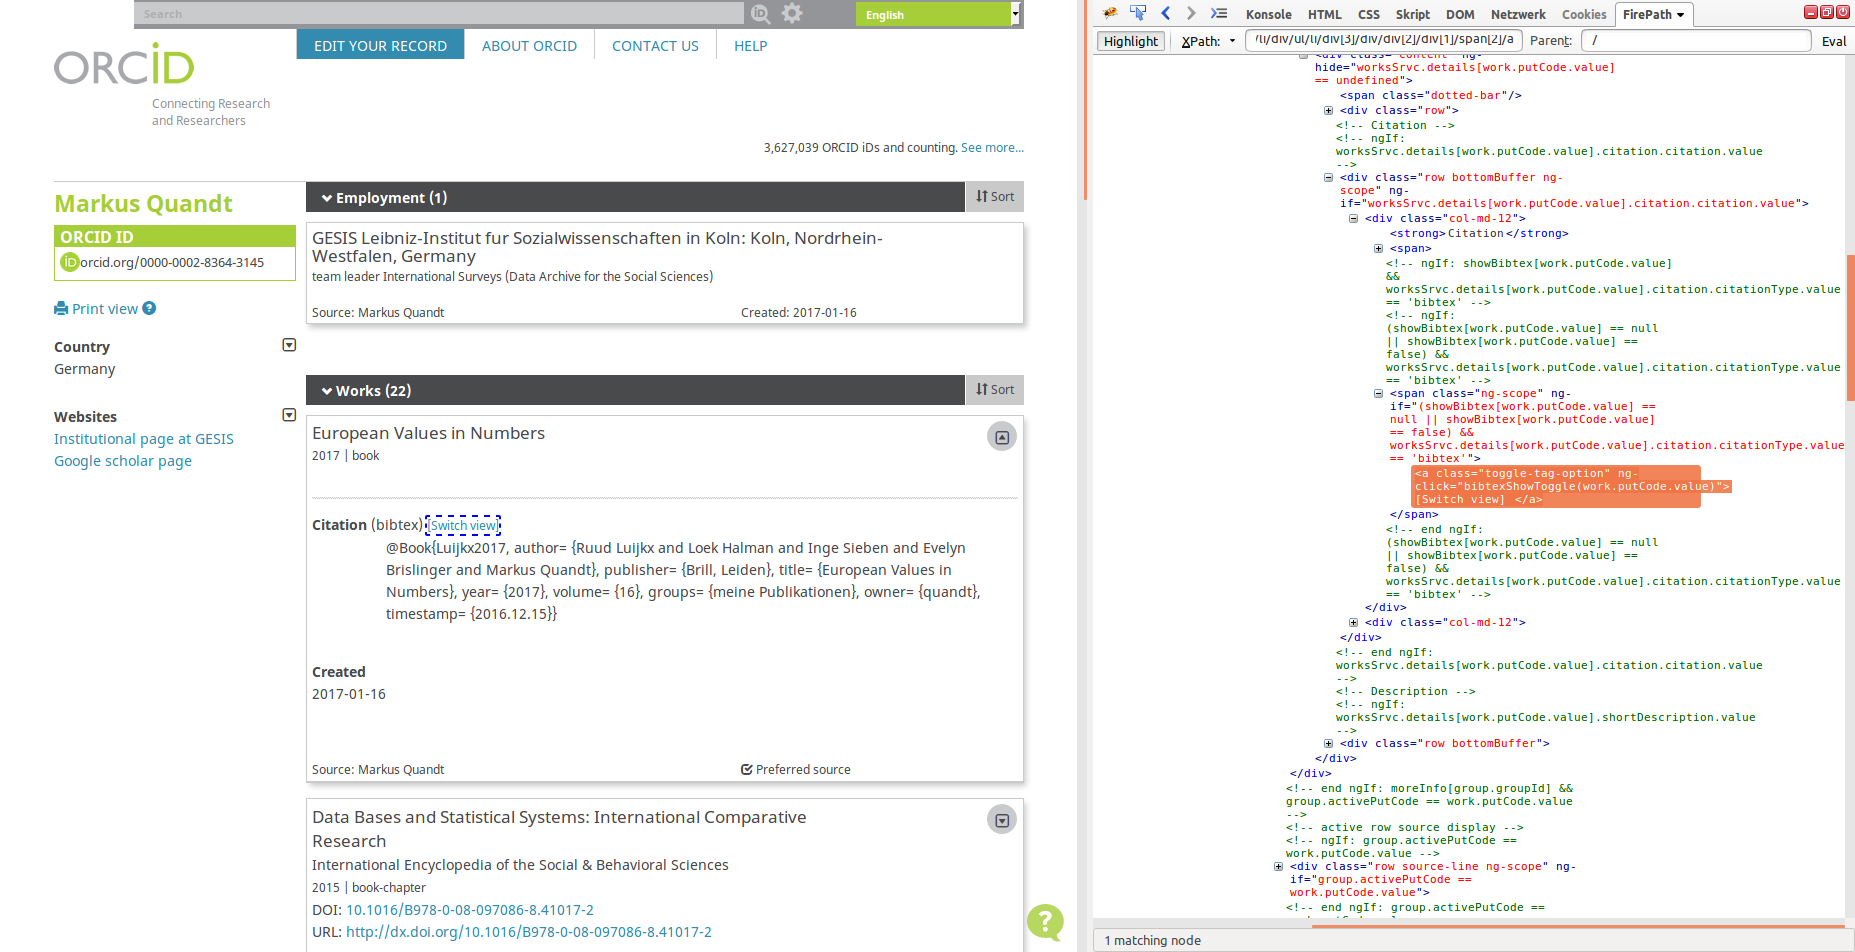 Search
English
EDIT YOUR RECORD
ABOUT ORCID
CONTACT US
HELP
ORCiD
Connecting Research
and Researchers
3,627,039 ORCID iDs and counting. See more...
Markus Quandt
ORCID ID
iD orcid.org/0000-0002-8364-3145
Print view ?
Country
Germany
Websites
Institutional page at GESIS
Google scholar page
Employment (1)
Sort
GESIS Leibniz-Institut fur Sozialwissenschaften in Koln: Koln, Nordrhein-
Westfalen, Germany
team leader International Surveys (Data Archive for the Social Sciences)
Source: Markus Quandt Created: 2017-01-16
Works (22)
Sort
European Values in Numbers
2017 | book
Citation (bibtex) [Switch view]
@Book{Luijkx2017, author= {Ruud Luijkx and Loek Halman and Inge Sieben and Evelyn
Brislinger and Markus Quandt}, publisher= {Brill, Leiden}, title= {European Values in
Numbers}, year= {2017}, volume= {16}, groups= {meine Publikationen}, owner= {quandt},
timestamp= {2016.12.15}}
Created
2017-01-16
Source: Markus Quandt Preferred source
Data Bases and Statistical Systems: International Comparative
Research
International Encyclopedia of the Social & Behavioral Sciences
2015 | book-chapter
DOI: 10.1016/B978-0-08-097086-8.41017-2
URL: http://dx.doi.org/10.1016/B978-0-08-097086-8.41017-2
?
Konsole HTML CSS Skript DOM Netzwerk Cookies FirePath
Highlight XPath: /li/div/ul/li/div[3]/div/div[2]/div[1]/span[2]/a Parent: / Eval
<div class="content" ng-
hide="worksSrvc.details[work.putCode.value]
== undefined">
<span class="dotted-bar"/>
<div class="row">
<!-- Citation -->
<!-- ngIf:
worksSrvc.details[work.putCode.value].citation.citation.value
-->
<div class="row bottomBuffer ng-
scope" ng-
if="worksSrvc.details[work.putCode.value].citation.citation.value">
<div class="col-md-12">
<strong>Citation</strong>
<span>
<!-- ngIf: showBibtex[work.putCode.value]
&&
worksSrvc.details[work.putCode.value].citation.citationType.value
== 'bibtex' -->
<!-- ngIf:
(showBibtex[work.putCode.value] == null
|| showBibtex[work.putCode.value] ==
false) &&
worksSrvc.details[work.putCode.value].citation.citationType.value
== 'bibtex' -->
<span class="ng-scope" ng-
if="(showBibtex[work.putCode.value] ==
null || showBibtex[work.putCode.value]
== false) &&
worksSrvc.details[work.putCode.value].citation.citationType.value
== 'bibtex'">
<a class="toggle-tag-option" ng-
click="bibtexShowToggle(work.putCode.value)">
[Switch view] </a>
</span>
<!-- end ngIf:
(showBibtex[work.putCode.value] == null
|| showBibtex[work.putCode.value] ==
false) &&
worksSrvc.details[work.putCode.value].citation.citationType.value
== 'bibtex' -->
</div>
<div class="col-md-12">
</div>
<!-- end ngIf:
worksSrvc.details[work.putCode.value].citation.citation.value
-->
<!-- Description -->
<!-- ngIf:
worksSrvc.details[work.putCode.value].shortDescription.value
-->
<div class="row bottomBuffer">
</div>
</div>
<!-- end ngIf: moreInfo[group.groupId] &&
group.activePutCode == work.putCode.value
-->
<!-- active row source display -->
<!-- ngIf: group.activePutCode ==
work.putCode.value -->
<div class="row source-line ng-scope" ng-
if="group.activePutCode ==
work.putCode.value">
<!-- end ngIf: group.activePutCode ==
1 matching node